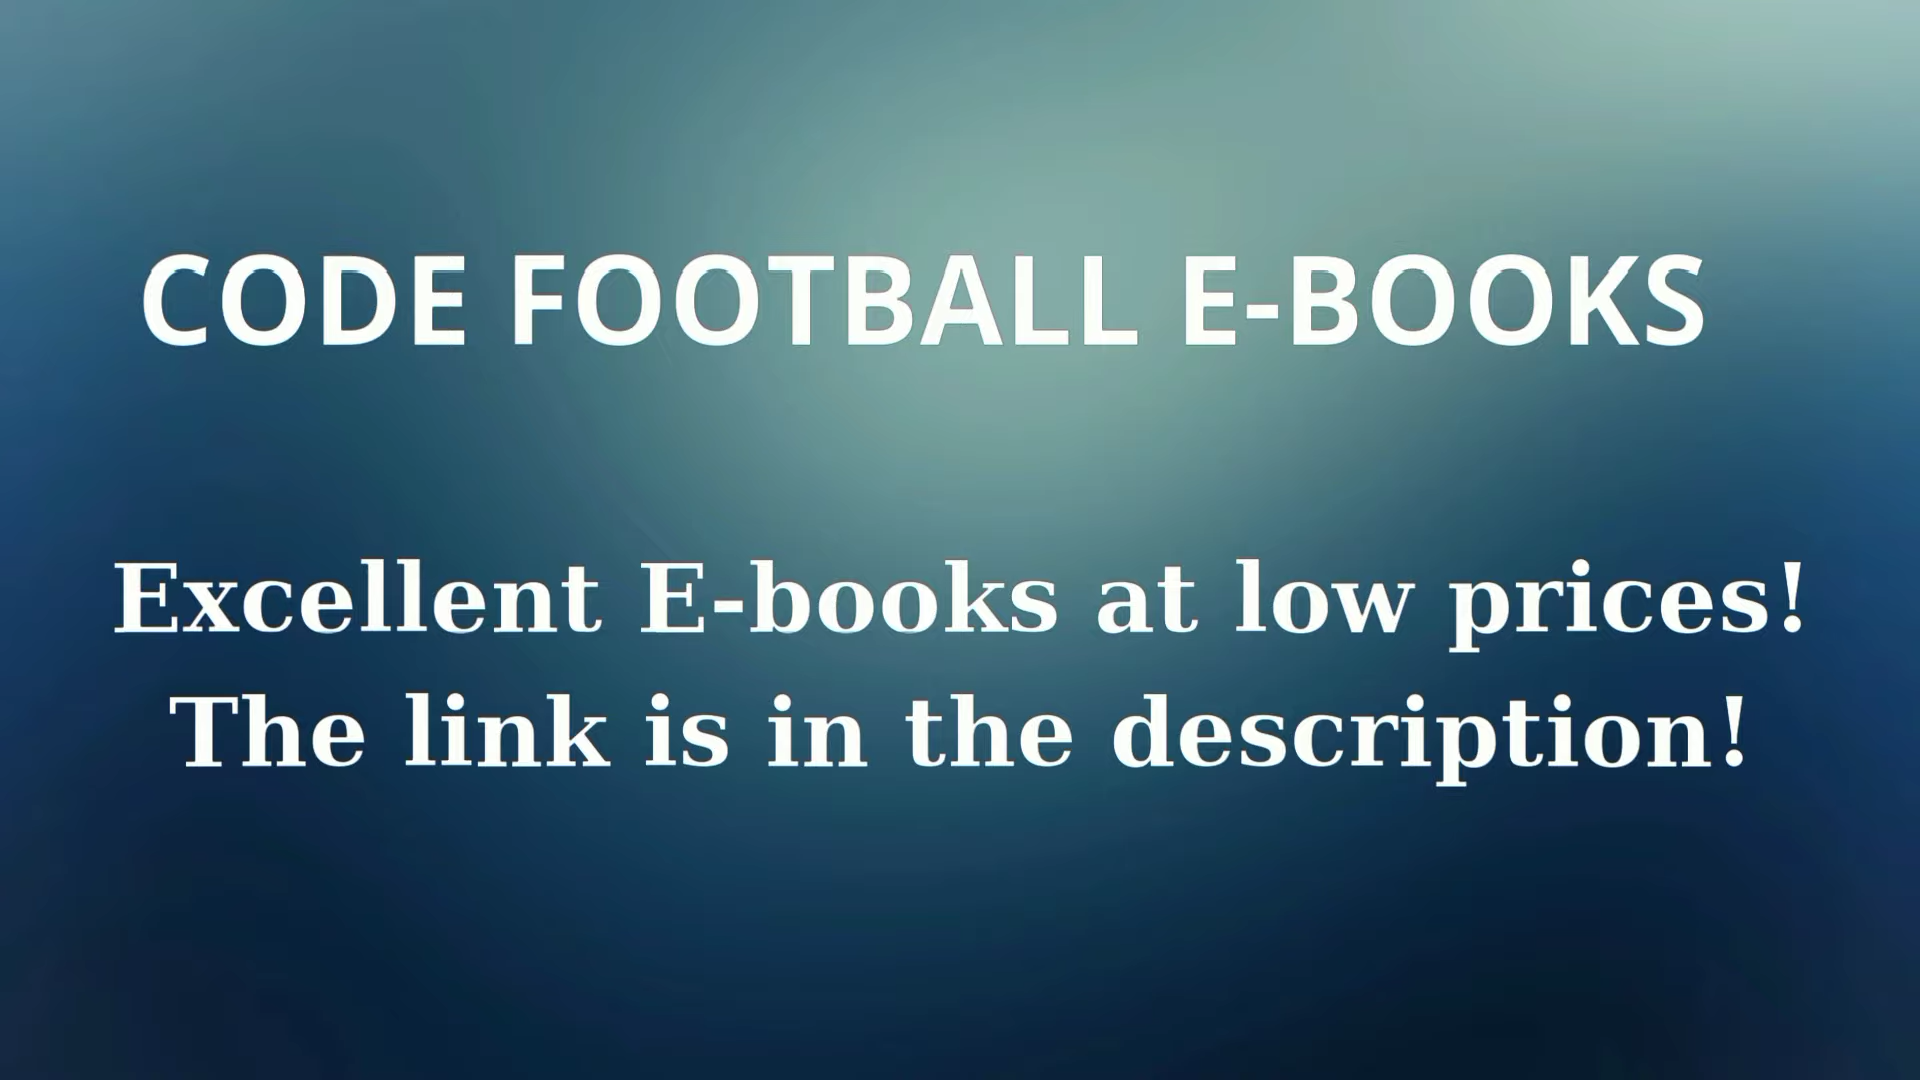 CODE FOOTBALL E-BOOKS
Excellent E-books at low prices!
The link is in the description!